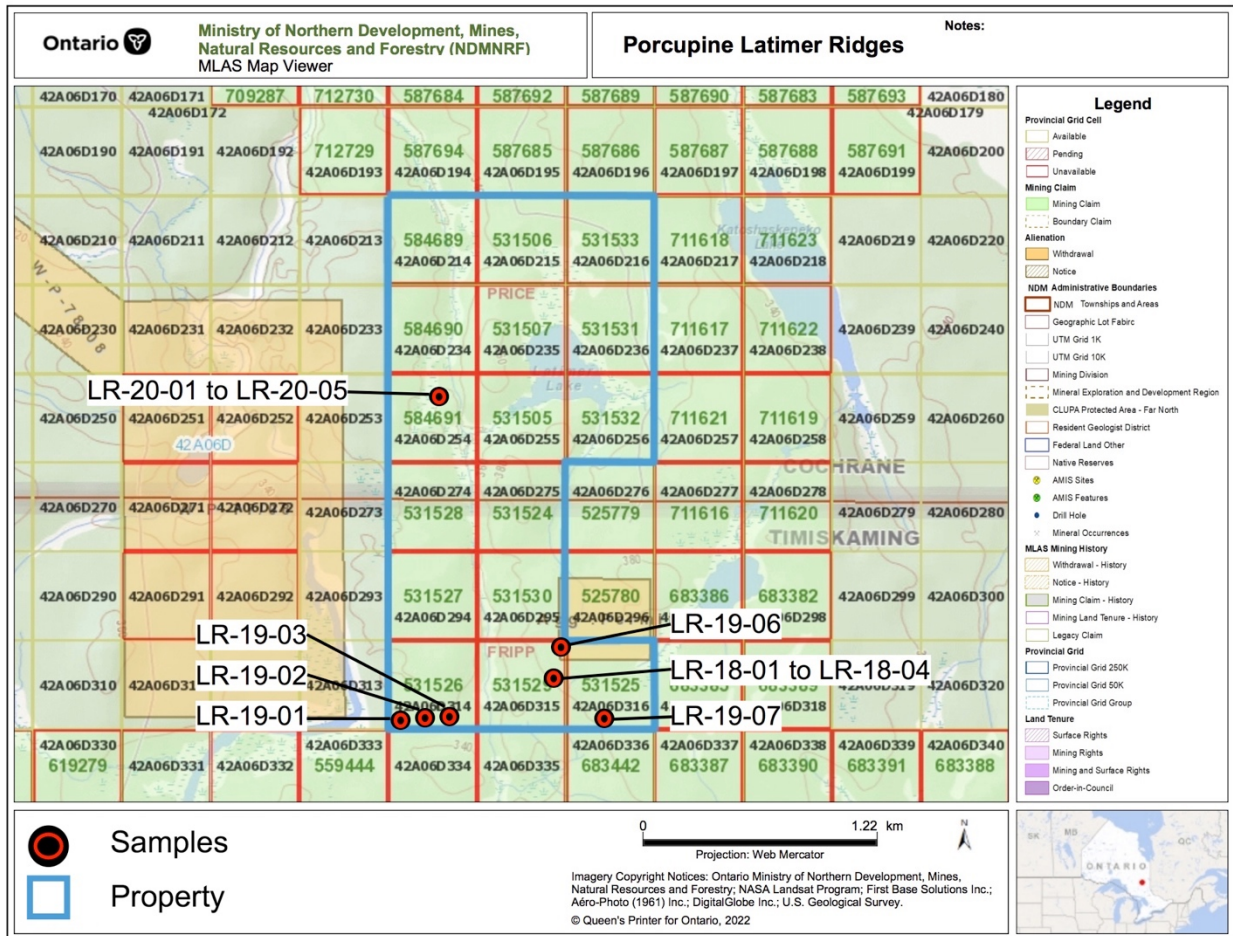 Ontario
Ministry of Northern Development, Mines,
Natural Resources and Forestry (NDMNRF)
MLAS Map Viewer
Porcupine Latimer Ridges
Notes:
42A06D170 42A06D171 709287 712730 587684 587692 587689 587690 587683 587693 42A06D180
42A06D172 42A06D179
42A06D190 42A06D191 42A06D192 712729 587694 587685 587686 587687 587688 587691 42A06D200
42A06D193 42A06D194 42A06D195 42A06D196 42A06D197 42A06D198 42A06D199
42A06D210 42A06D211 42A06D212 42A06D213 584689 531506 531533 711618 711623 42A06D219 42A06D220
42A06D214 42A06D215 42A06D216 42A06D217 42A06D218
W-P-78/08
PRICE
42A06D230 42A06D231 42A06D232 42A06D233 584690 531507 531531 711617 711622 42A06D239 42A06D240
42A06D234 42A06D235 42A06D236 42A06D237 42A06D238
Latimer
Lake
LR-20-01 to LR-20-05
42A06D250 42A06D251 42A06D252 42A06D253 584691 531505 531532 711621 711619 42A06D259 42A06D260
42A06D254 42A06D255 42A06D256 42A06D257 42A06D258
42A06D
COCHRANE
42A06D274 42A06D275 42A06D276 42A06D277 42A06D278
42A06D270 42A06D271 42A06D272 42A06D273 531528 531524 525779 711616 711620 42A06D279 42A06D280
TIMISKAMING
380
42A06D290 42A06D291 42A06D292 42A06D293 531527 531530 525780 683386 683382 42A06D299 42A06D300
42A06D294 42A06D295 42A06D296 D298
LR-19-03
LR-19-06
FRIPP
LR-19-02
LR-18-01 to LR-18-04
42A06D310 42A06D313 531526 531525 42A06D320
42A06D315 42A06D316 D318
LR-19-01
LR-19-07
42A06D330 42A06D333 42A06D336 42A06D337 42A06D338 42A06D339 42A06D340
619279 42A06D331 42A06D332 559444 42A06D334 42A06D335 683442 683387 683390 683391 683388
340
Legend
Provincial Grid Cell
Available
Pending
Unavailable
Mining Claim
Mining Claim
Boundary Claim
Alienation
Withdrawal
Notice
NDM Administrative Boundaries
NDM Townships and Areas
Geographic Lot Fabirc
UTM Grid 1K
UTM Grid 10K
Mining Division
Mineral Exploration and Development Region
CLUPA Protected Area - Far North
Resident Geologist District
Federal Land Other
Native Reserves
AMIS Sites
AMIS Features
Drill Hole
Mineral Occurrences
MLAS Mining History
Withdrawal - History
Notice - History
Mining Claim - History
Mining Land Tenure - History
Legacy Claim
Provincial Grid
Provincial Grid 250K
Provincial Grid 50K
Provincial Grid Group
Land Tenure
Surface Rights
Mining Rights
Mining and Surface Rights
Order-in-Council
Samples
Property
0 1.22 km
Projection: Web Mercator
N
Imagery Copyright Notices: Ontario Ministry of Northern Development, Mines,
Natural Resources and Forestry; NASA Landsat Program; First Base Solutions Inc.;
Aéro-Photo (1961) Inc.; DigitalGlobe Inc.; U.S. Geological Survey.
© Queen's Printer for Ontario, 2022
SK MB ONTARIO QC